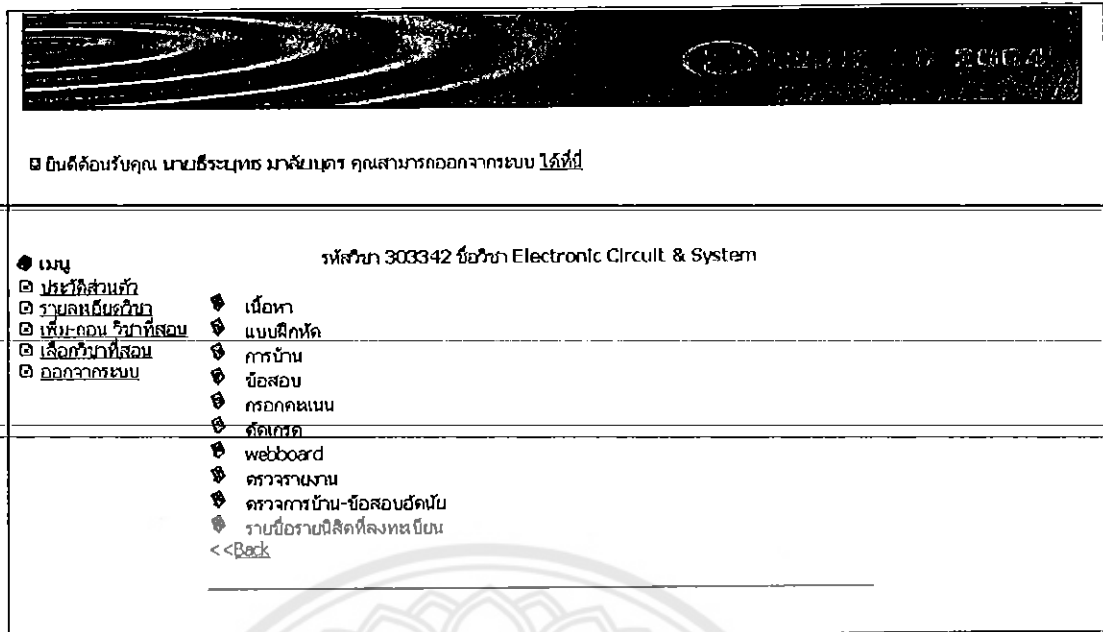 ยินดีต้อนรับคุณ นายธีระยุทธ มาลัยบุตร คุณสามารถออกจากระบบ ได้ที่นี่
รหัสวิชา 303342 ชื่อวิชา Electronic Circuit & System
เมนู
ประวัติส่วนตัว
รายละเอียดวิชา
เพิ่ม-ถอน วิชาที่สอน
เลือกวิชาที่สอน
ออกจากระบบ
เนื้อหา
แบบฝึกหัด
การบ้าน
ข้อสอบ
กรอกคะแนน
ตัดเกรด
webboard
ตรวจรายงาน
ตรวจการบ้าน-ข้อสอบอัตนัย
รายชื่อรายนิสิตที่ลงทะเบียน
<<Back